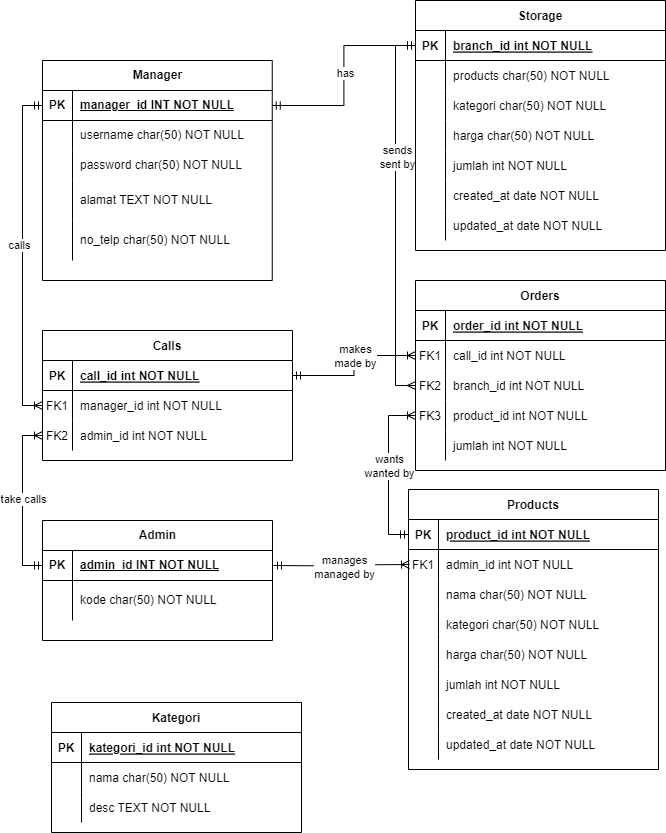 Storage
PK branch_id int NOT NULL
products char(50) NOT NULL
kategori char(50) NOT NULL
harga char(50) NOT NULL
jumlah int NOT NULL
created_at date NOT NULL
updated_at date NOT NULL
Manager
PK manager_id INT NOT NULL
username char(50) NOT NULL
password char(50) NOT NULL
alamat TEXT NOT NULL
no_telp char(50) NOT NULL
has
sends
sent by
calls
Orders
PK order_id int NOT NULL
FK1 call_id int NOT NULL
FK2 branch_id int NOT NULL
FK3 product_id int NOT NULL
jumlah int NOT NULL
Calls
PK call_id int NOT NULL
FK1 manager_id int NOT NULL
FK2 admin_id int NOT NULL
makes
made by
wants
wanted by
take calls
Products
PK product_id int NOT NULL
FK1 admin_id int NOT NULL
nama char(50) NOT NULL
kategori char(50) NOT NULL
harga char(50) NOT NULL
jumlah int NOT NULL
created_at date NOT NULL
updated_at date NOT NULL
Admin
PK admin_id INT NOT NULL
kode char(50) NOT NULL
manages
managed by
Kategori
PK kategori_id int NOT NULL
nama char(50) NOT NULL
desc TEXT NOT NULL